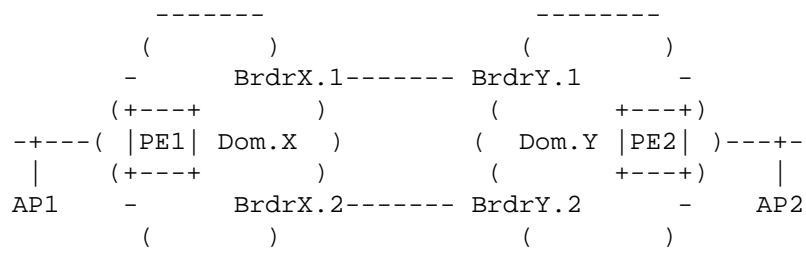 -------                  --------
(         )                (         )
-      BrdrX.1------- BrdrY.1      -
(+---+        )          (        +---+)
-+---( |PE1|  Dom.X   )        (  Dom.Y |PE2|  )---+-
|    (+---+        )          (        +---+)    |
AP1    -      BrdrX.2------- BrdrY.2      -    AP2
(         )                (         )